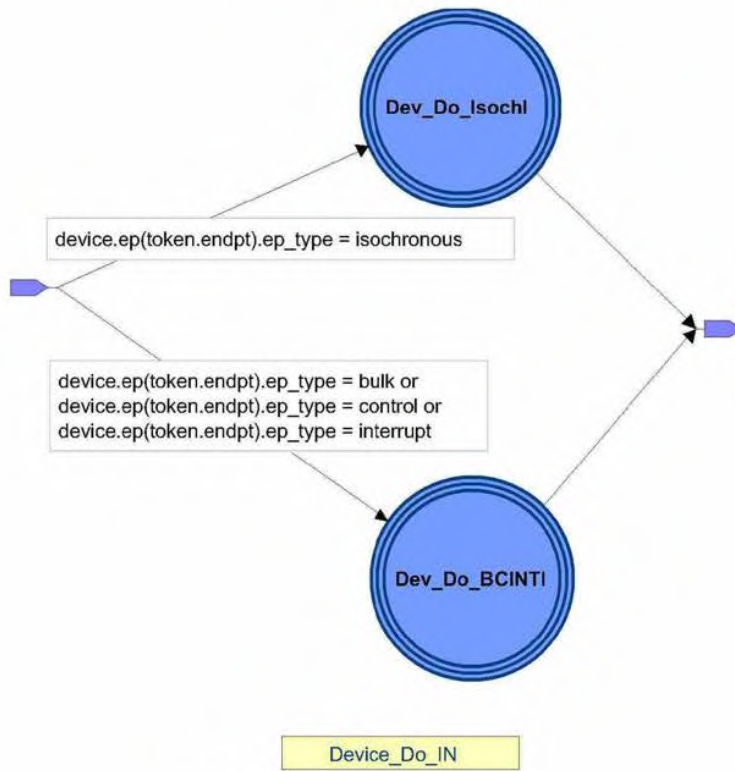 Dev_Do_IsochI
device.ep(token.endpt).ep_type = isochronous
device.ep(token.endpt).ep_type = bulk or
device.ep(token.endpt).ep_type = control or
device.ep(token.endpt).ep_type = interrupt
Dev_Do_BCINTI
Device_Do_IN